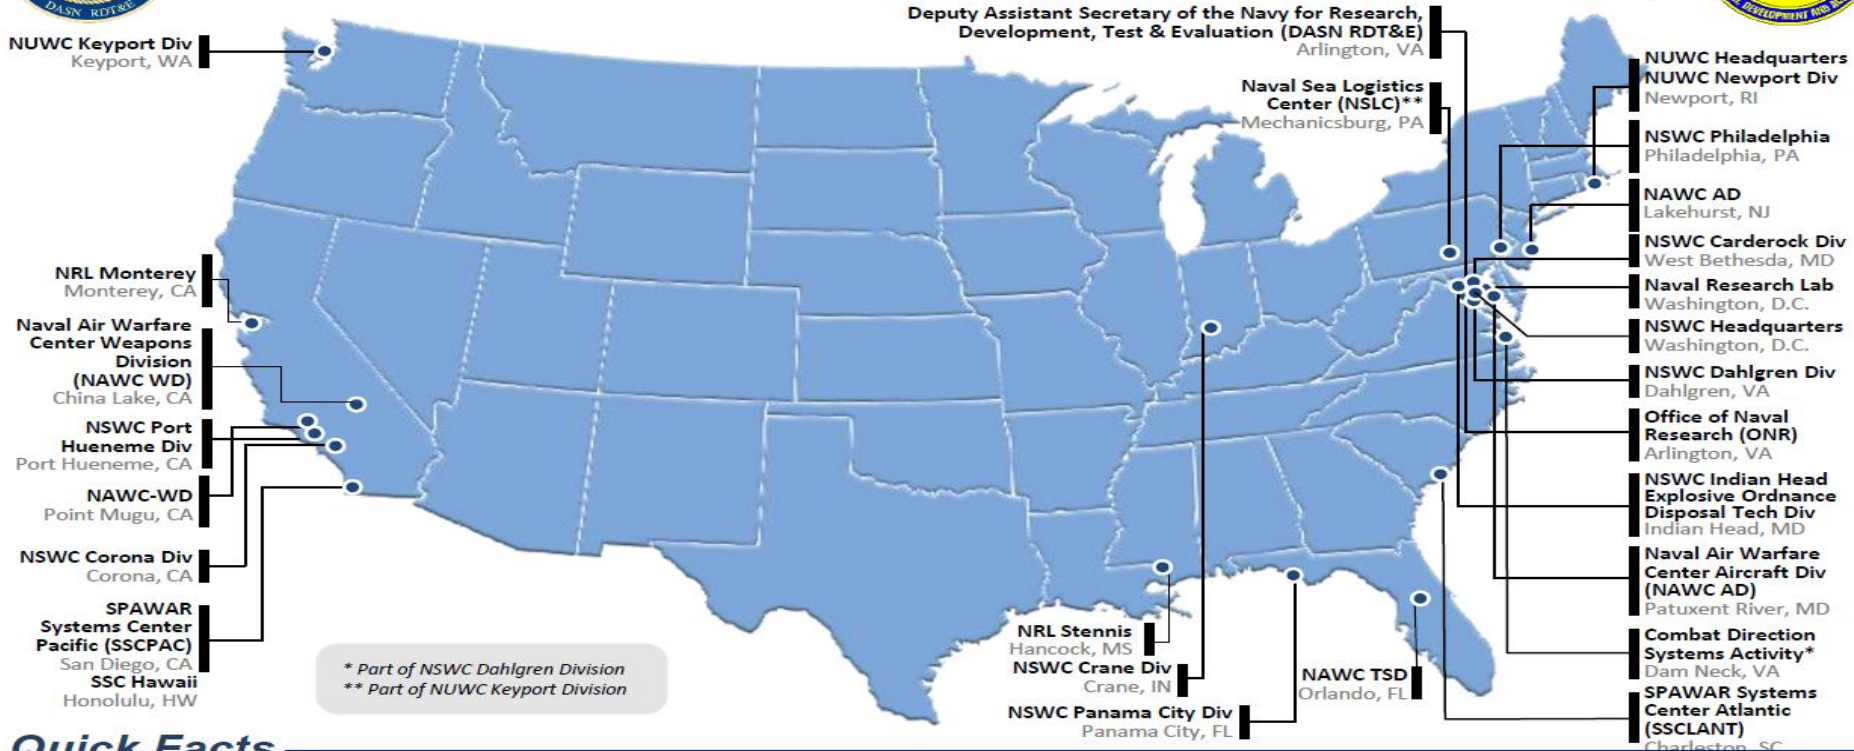 DASN RDT&E
DEVELOPMENT AND
NUWC Keyport Div
Keyport, WA
NRL Monterey
Monterey, CA
Naval Air Warfare
Center Weapons
Division
(NAWC WD)
China Lake, CA
NSWC Port
Hueneme Div
Port Hueneme, CA
NAWC-WD
Point Mugu, CA
NSWC Corona Div
Corona, CA
SPAWAR
Systems Center
Pacific (SSCPAC)
San Diego, CA
SSC Hawaii
Honolulu, HW
* Part of NSWC Dahlgren Division
** Part of NUWC Keyport Division
Deputy Assistant Secretary of the Navy for Research,
Development, Test & Evaluation (DASN RDT&E)
Arlington, VA
Naval Sea Logistics
Center (NSLC)**
Mechanicsburg, PA
NRL Stennis
Hancock, MS
NSWC Crane Div
Crane, IN
NSWC Panama City Div
Panama City, FL
NAWC TSD
Orlando, FL
NUWC Headquarters
NUWC Newport Div
Newport, RI
NSWC Philadelphia
Philadelphia, PA
NAWC AD
Lakehurst, NJ
NSWC Carderock Div
West Bethesda, MD
Naval Research Lab
Washington, D.C.
NSWC Headquarters
Washington, D.C.
NSWC Dahlgren Div
Dahlgren, VA
Office of Naval
Research (ONR)
Arlington, VA
NSWC Indian Head
Explosive Ordnance
Disposal Tech Div
Indian Head, MD
Naval Air Warfare
Center Aircraft Div
(NAWC AD)
Patuxent River, MD
Combat Direction
Systems Activity*
Dam Neck, VA
SPAWAR Systems
Center Atlantic
(SSCLANT)
Charleston, SC
Quick Facts